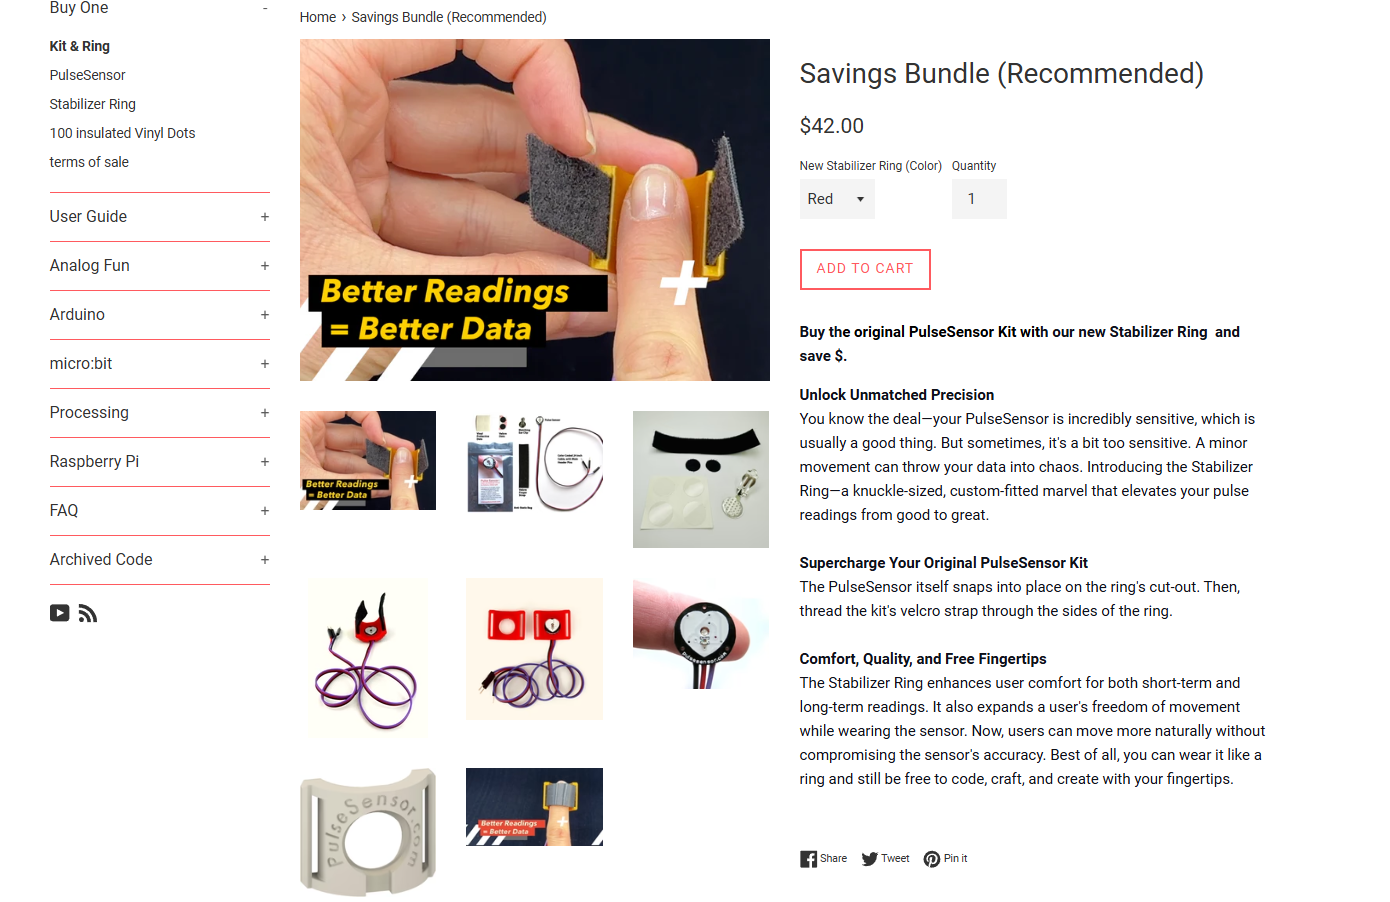 Buy One -
Kit & Ring
PulseSensor
Stabilizer Ring
100 insulated Vinyl Dots
terms of sale
User Guide +
Analog Fun +
Arduino +
micro:bit +
Processing +
Raspberry Pi +
FAQ +
Archived Code +
Home › Savings Bundle (Recommended)
Better Readings
= Better Data
+
Better Readings
= Better Data
+
pulsesensor.com
PulseSensor.com
Better Readings
= Better Data
+
Savings Bundle (Recommended)
$42.00
New Stabilizer Ring (Color) Quantity
Red 1
ADD TO CART
Buy the original PulseSensor Kit with our new Stabilizer Ring and
save $.
Unlock Unmatched Precision
You know the deal—your PulseSensor is incredibly sensitive, which is
usually a good thing. But sometimes, it's a bit too sensitive. A minor
movement can throw your data into chaos. Introducing the Stabilizer
Ring—a knuckle-sized, custom-fitted marvel that elevates your pulse
readings from good to great.
Supercharge Your Original PulseSensor Kit
The PulseSensor itself snaps into place on the ring's cut-out. Then,
thread the kit's velcro strap through the sides of the ring.
Comfort, Quality, and Free Fingertips
The Stabilizer Ring enhances user comfort for both short-term and
long-term readings. It also expands a user's freedom of movement
while wearing the sensor. Now, users can move more naturally without
compromising the sensor's accuracy. Best of all, you can wear it like a
ring and still be free to code, craft, and create with your fingertips.
Share Tweet Pin it